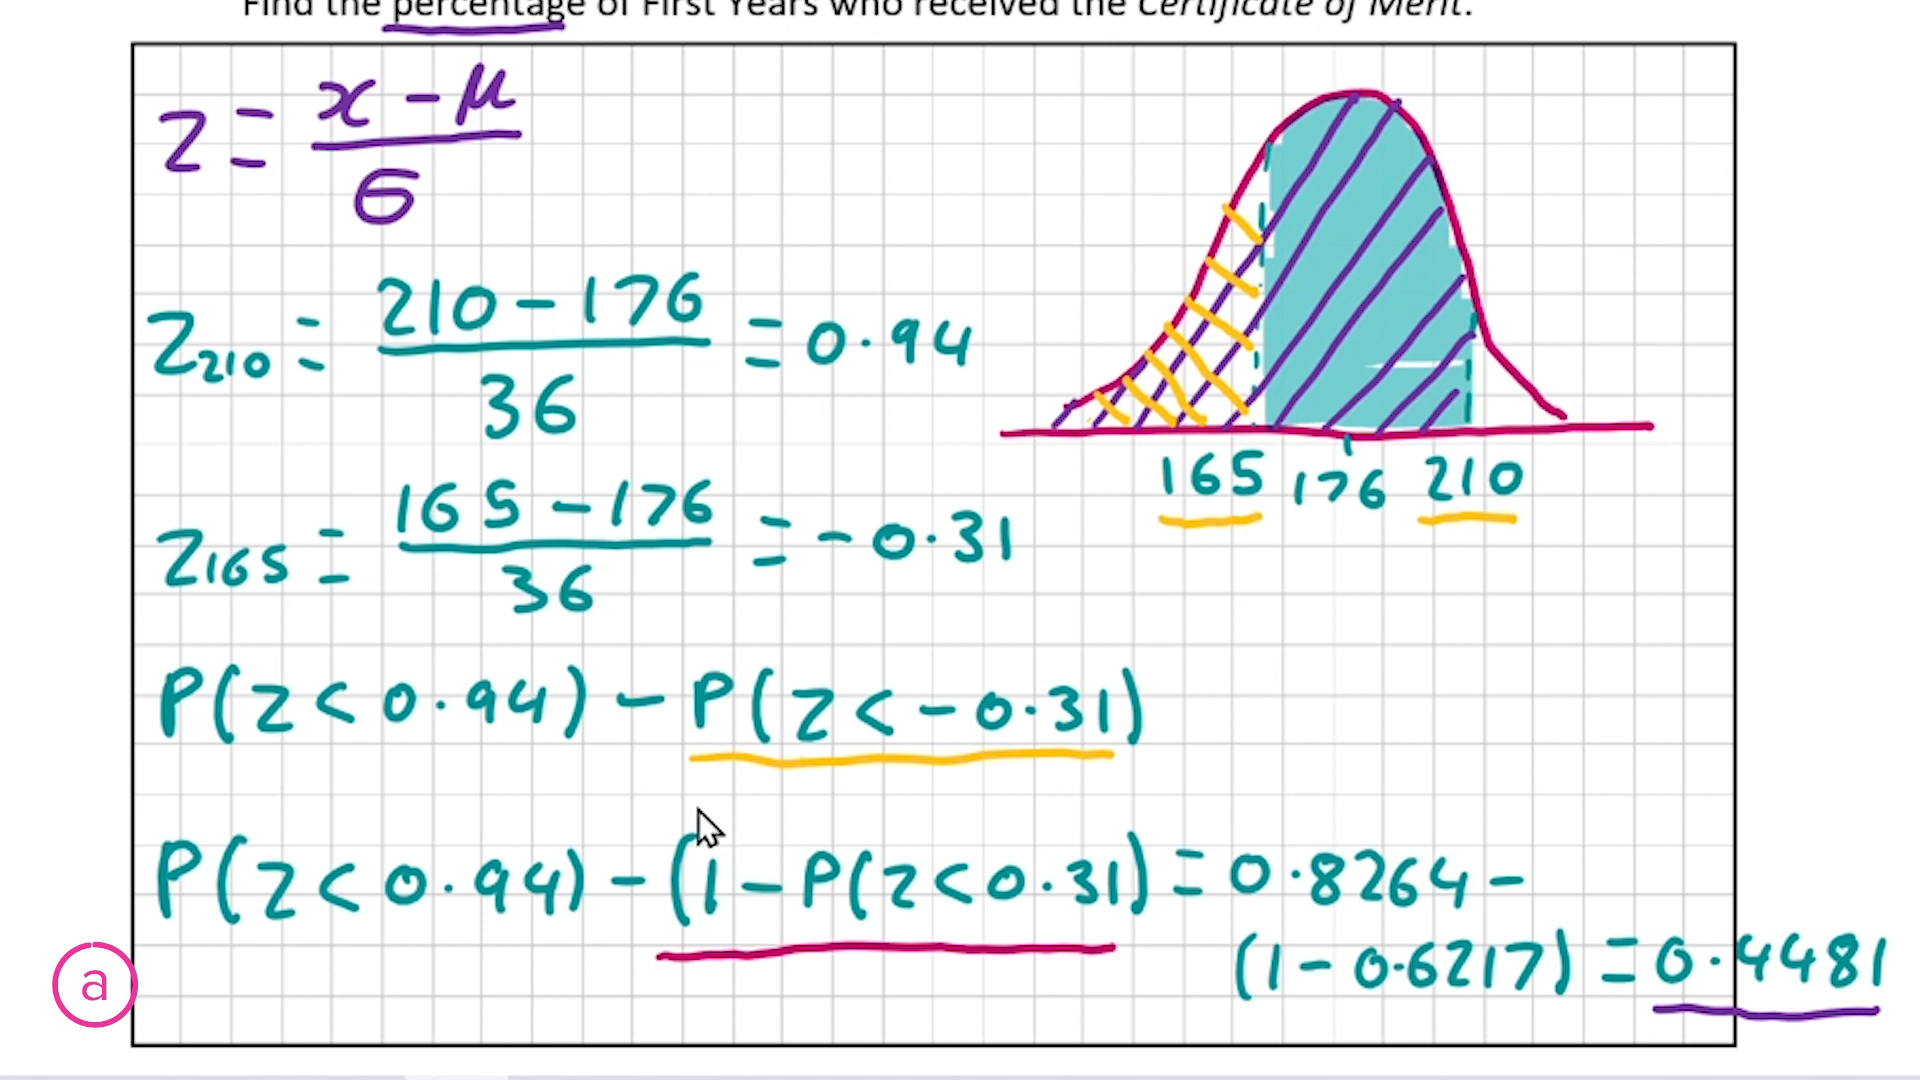 Find the percentage of First Years who received the Certificate of Merit.
Z = x - μ / σ
Z210 = 210 - 176 / 36 = 0.94
165 176 210
Z165 = 165 - 176 / 36 = -0.31
P(Z < 0.94) - P(Z < -0.31)
P(Z < 0.94) - (1 - P(Z < 0.31) = 0.8264 -
(1 - 0.6217) = 0.4481
a